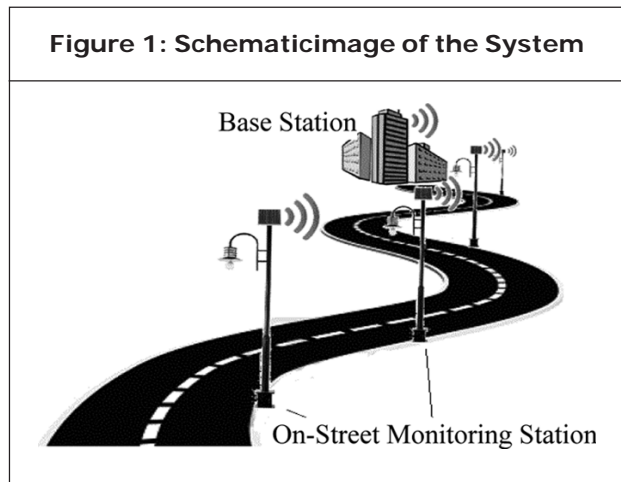 Figure 1: Schematicimage of the System
Base Station
On-Street Monitoring Station